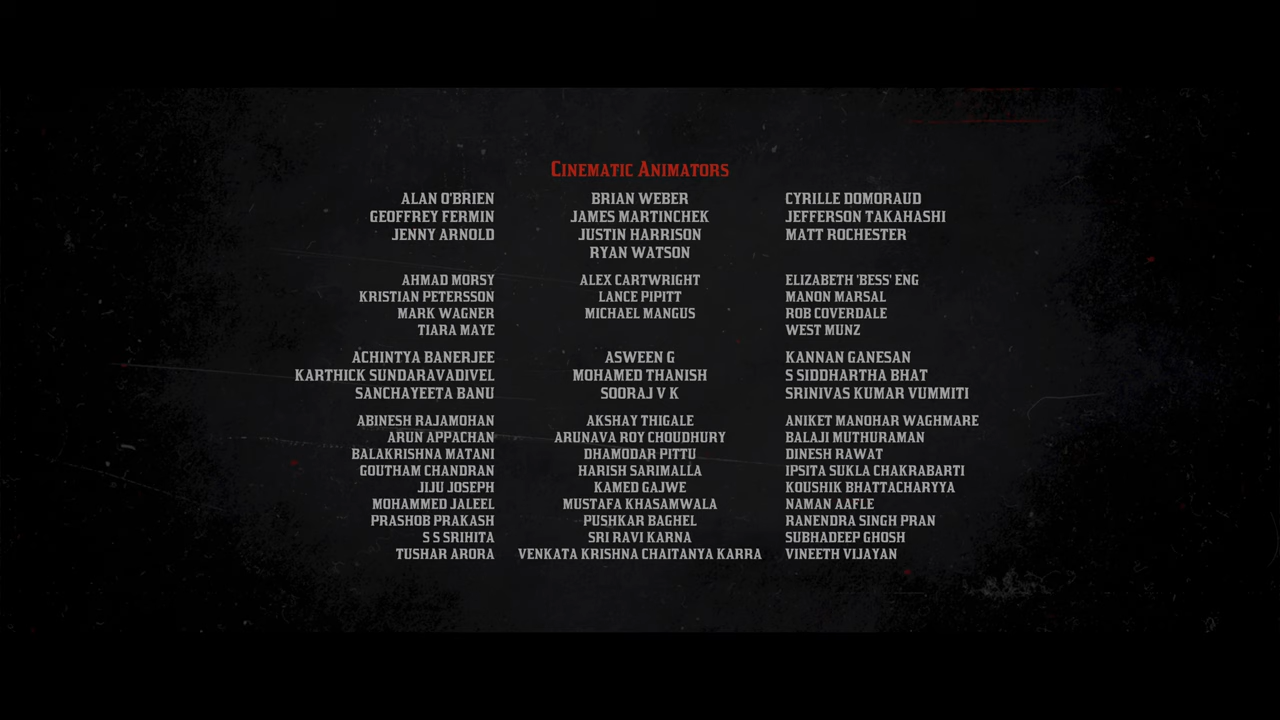 CINEMATIC ANIMATORS
ALAN O'BRIEN BRIAN WEBER CYRILLE DOMORAUD
GEOFFREY FERMIN JAMES MARTINCHEK JEFFERSON TAKAHASHI
JENNY ARNOLD JUSTIN HARRISON MATT ROCHESTER
RYAN WATSON
AHMAD MORSY ALEX CARTWRIGHT ELIZABETH 'BESS' ENG
KRISTIAN PETERSSON LANCE PIPITT MANON MARSAL
MARK WAGNER MICHAEL MANGUS ROB COVERDALE
TIARA MAYE WEST MUNZ
ACHINTYA BANERJEE ASWEEN G KANNAN GANESAN
KARTHICK SUNDARAVADIVEL MOHAMED THANISH S SIDDHARTHA BHAT
SANCHAYEETA BANU SOORAJ V K SRINIVAS KUMAR VUMMITI
ABINESH RAJAMOHAN AKSHAY THIGALE ANIKET MANOHAR WAGHMARE
ARUN APPACHAN ARUNAVA ROY CHOUDHURY BALAJI MUTHURAMAN
BALAKRISHNA MATANI DHAMODAR PITTU DINESH RAWAT
GOUTHAM CHANDRAN HARISH SARIMALLA IPSITA SUKLA CHAKRABARTI
JIJU JOSEPH KAMED GAJWE KOUSHIK BHATTACHARYYA
MOHAMMED JALEEL MUSTAFA KHASAMWALA NAMAN AAFLE
PRASHOB PRAKASH PUSHKAR BAGHEL RANENDRA SINGH PRAN
S S SRIHITA SRI RAVI KARNA SUBHADEEP GHOSH
TUSHAR ARORA VENKATA KRISHNA CHAITANYA KARRA VINEETH VIJAYAN